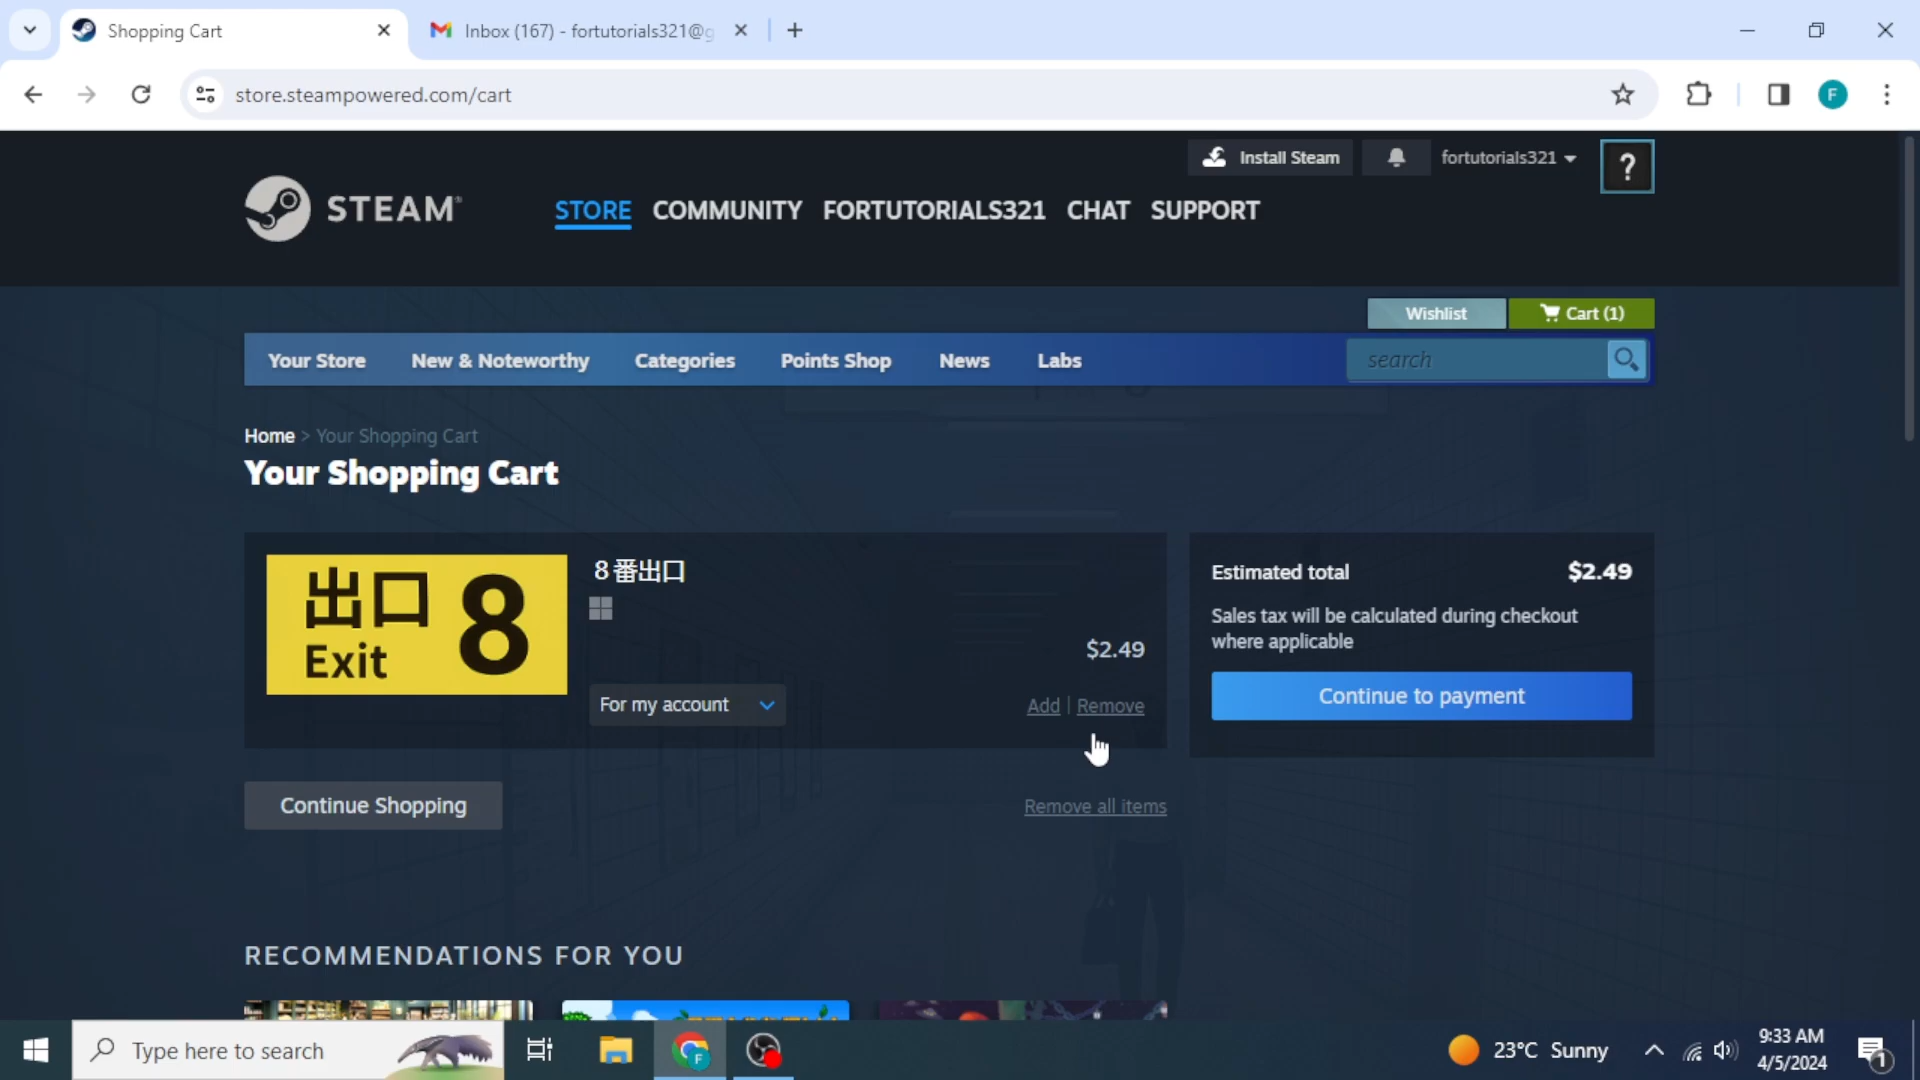 Shopping Cart
Inbox (167) - fortutorials321@g
store.steampowered.com/cart
F
Install Steam
fortutorials321
?
STEAM®
STORE COMMUNITY FORTUTORIALS321 CHAT SUPPORT
Wishlist
Cart (1)
Your Store New & Noteworthy Categories Points Shop News Labs
search
Home > Your Shopping Cart
Your Shopping Cart
出口 8
Exit
8番出口
$2.49
For my account
Add | Remove
Estimated total $2.49
Sales tax will be calculated during checkout
where applicable
Continue to payment
Continue Shopping
Remove all items
RECOMMENDATIONS FOR YOU
Type here to search
F
23°C Sunny
9:33 AM
4/5/2024
1